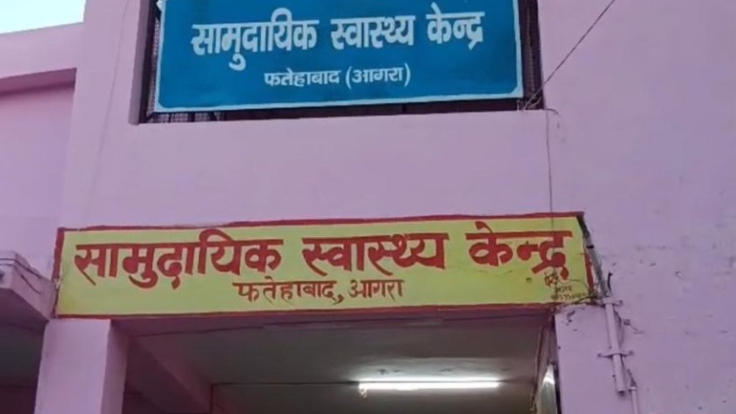 सामुदायिक स्वास्थ्य केन्द्र
फतेहाबाद (आगरा)
सामुदायिक स्वास्थ्य केन्द्र
फतेहाबाद, आगरा